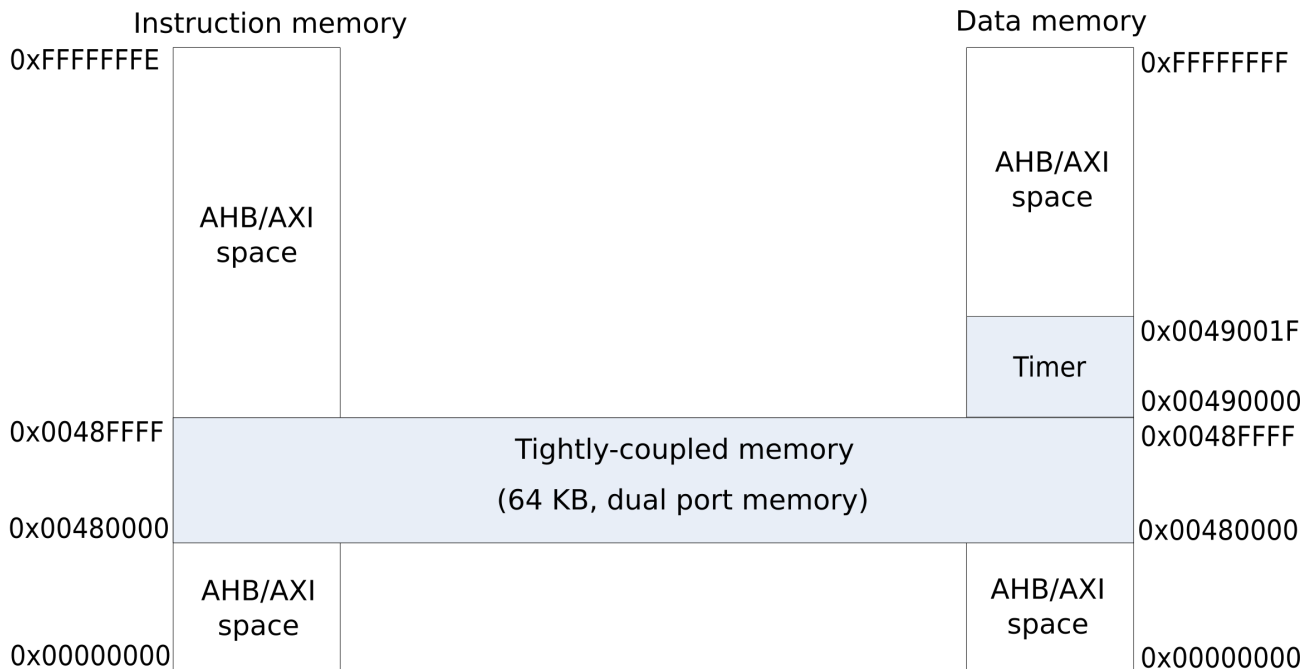 Instruction memory
Data memory
0xFFFFFFFE
0xFFFFFFFF
AHB/AXI
space
AHB/AXI
space
0x0049001F
Timer
0x00490000
0x0048FFFF
0x0048FFFF
Tightly-coupled memory
(64 KB, dual port memory)
0x00480000
0x00480000
AHB/AXI
space
AHB/AXI
space
0x00000000
0x00000000